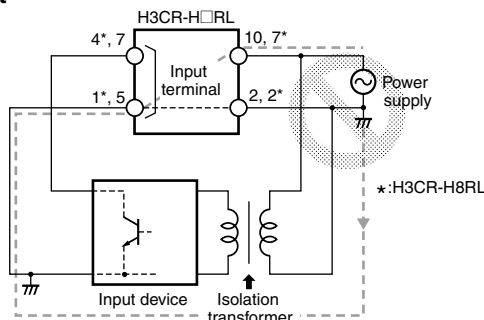 H3CR-H□RL
4*, 7
10, 7*
Input
terminal
1*, 5
2, 2*
Power
supply
*:H3CR-H8RL
Input device
Isolation
transformer